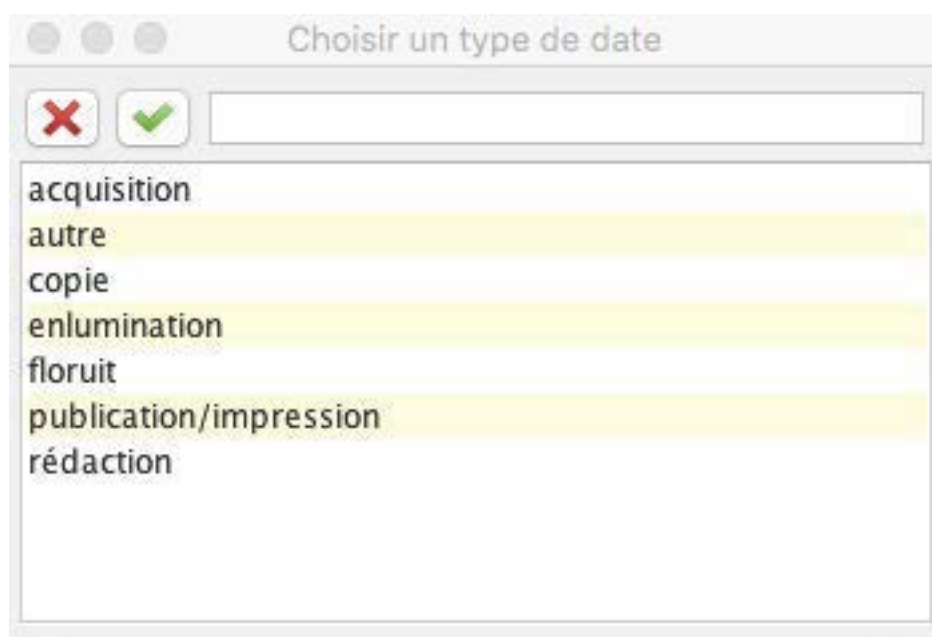 Choisir un type de date
acquisition
autre
copie
enlumination
floruit
publication/impression
rédaction